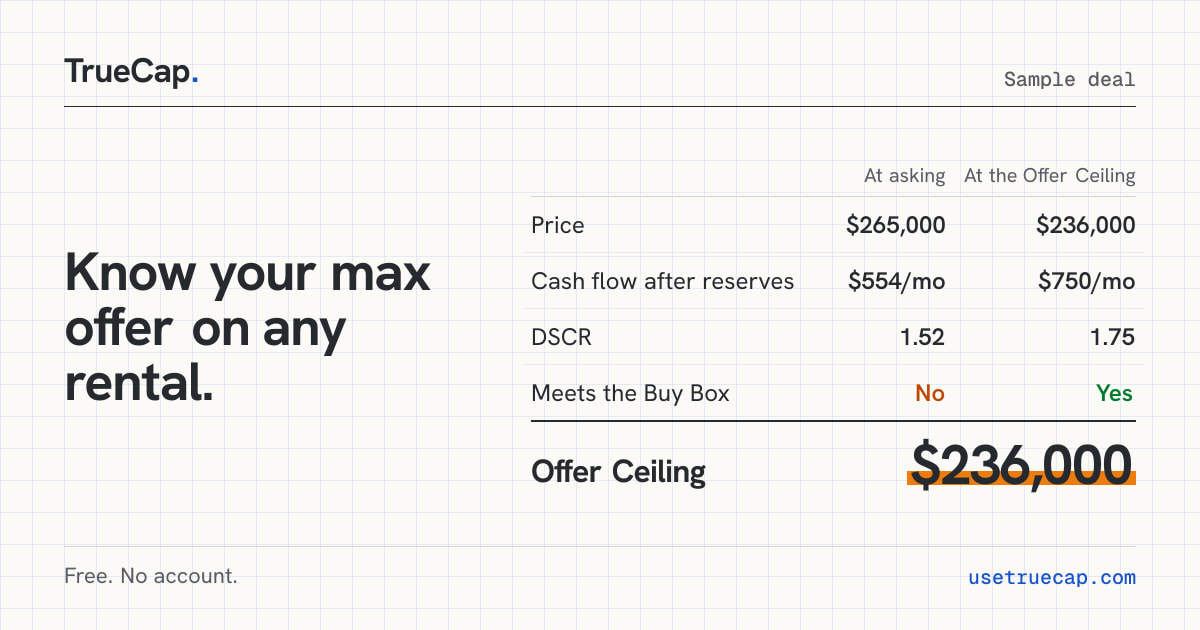 TrueCap.
Sample deal
Know your max
offer on any
rental.
At asking At the Offer Ceiling
Price $265,000 $236,000
Cash flow after reserves $554/mo $750/mo
DSCR 1.52 1.75
Meets the Buy Box No Yes
Offer Ceiling $236,000
Free. No account.
usetruecap.com